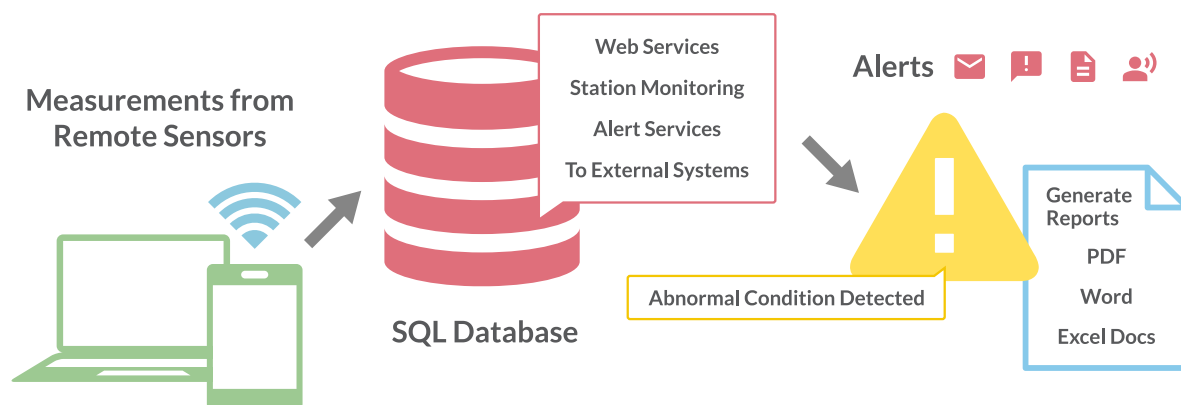 Measurements from
Remote Sensors
SQL Database
Web Services
Station Monitoring
Alert Services
To External Systems
Alerts
Abnormal Condition Detected
Generate
Reports
PDF
Word
Excel Docs